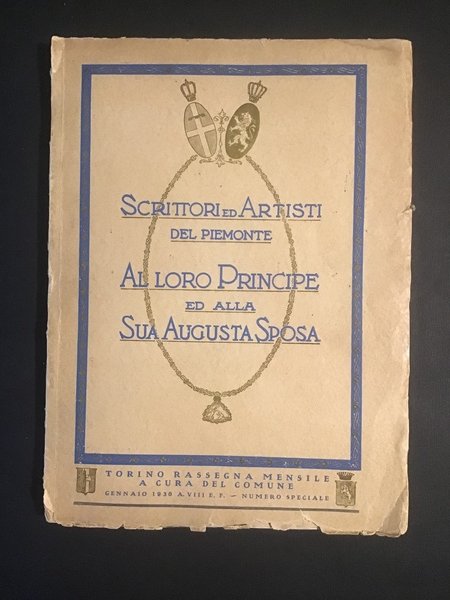 SCRITTORI ED ARTISTI
DEL PIEMONTE
AL LORO PRINCIPE
ED ALLA
SUA AUGUSTA SPOSA
TORINO RASSEGNA MENSILE
A CURA DEL COMUNE
GENNAIO 1930 A. VIII E. F. — NUMERO SPECIALE